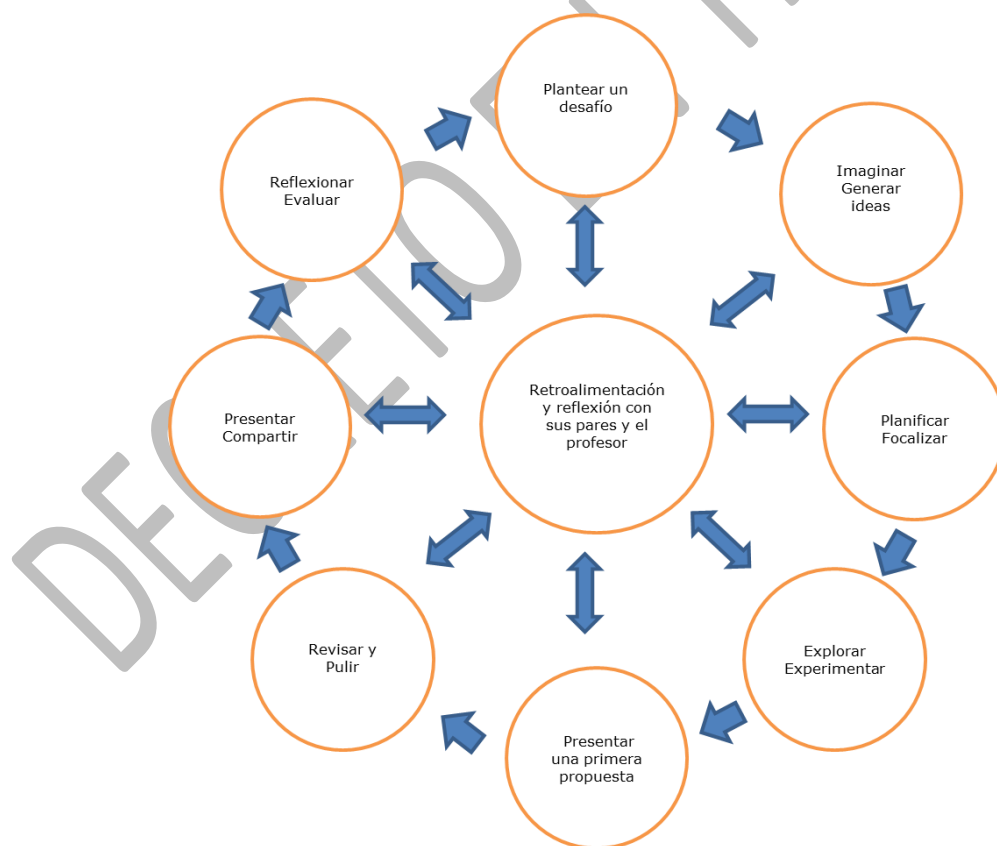 Plantear un
desafío
Imaginar
Generar
ideas
Planificar
Focalizar
Explorar
Experimentar
Presentar
una primera
propuesta
Revisar y
Pulir
Presentar
Compartir
Reflexionar
Evaluar
Retroalimentación
y reflexión con
sus pares y el
profesor